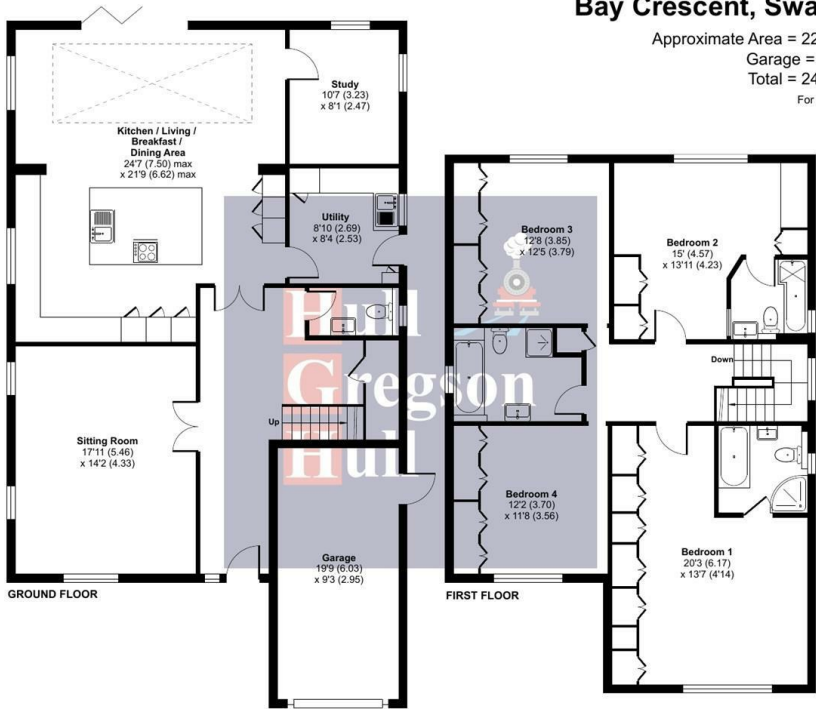 Bay Crescent, Swa
Approximate Area = 22
Garage =
Total = 24
For
Study
10'7 (3.23)
x 8'1 (2.47)
Kitchen / Living /
Breakfast /
Dining Area
24'7 (7.50) max
x 21'9 (6.62) max
Utility
8'10 (2.69)
x 8'4 (2.53)
Bedroom 3
12'8 (3.85)
x 12'5 (3.79)
Bedroom 2
15' (4.57)
x 13'11 (4.23)
Hull
Gregson
Hull
Down
Up
Sitting Room
17'11 (5.46)
x 14'2 (4.33)
Bedroom 4
12'2 (3.70)
x 11'8 (3.56)
Garage
19'9 (6.03)
x 9'3 (2.95)
Bedroom 1
20'3 (6.17)
x 13'7 (4'14)
GROUND FLOOR
FIRST FLOOR